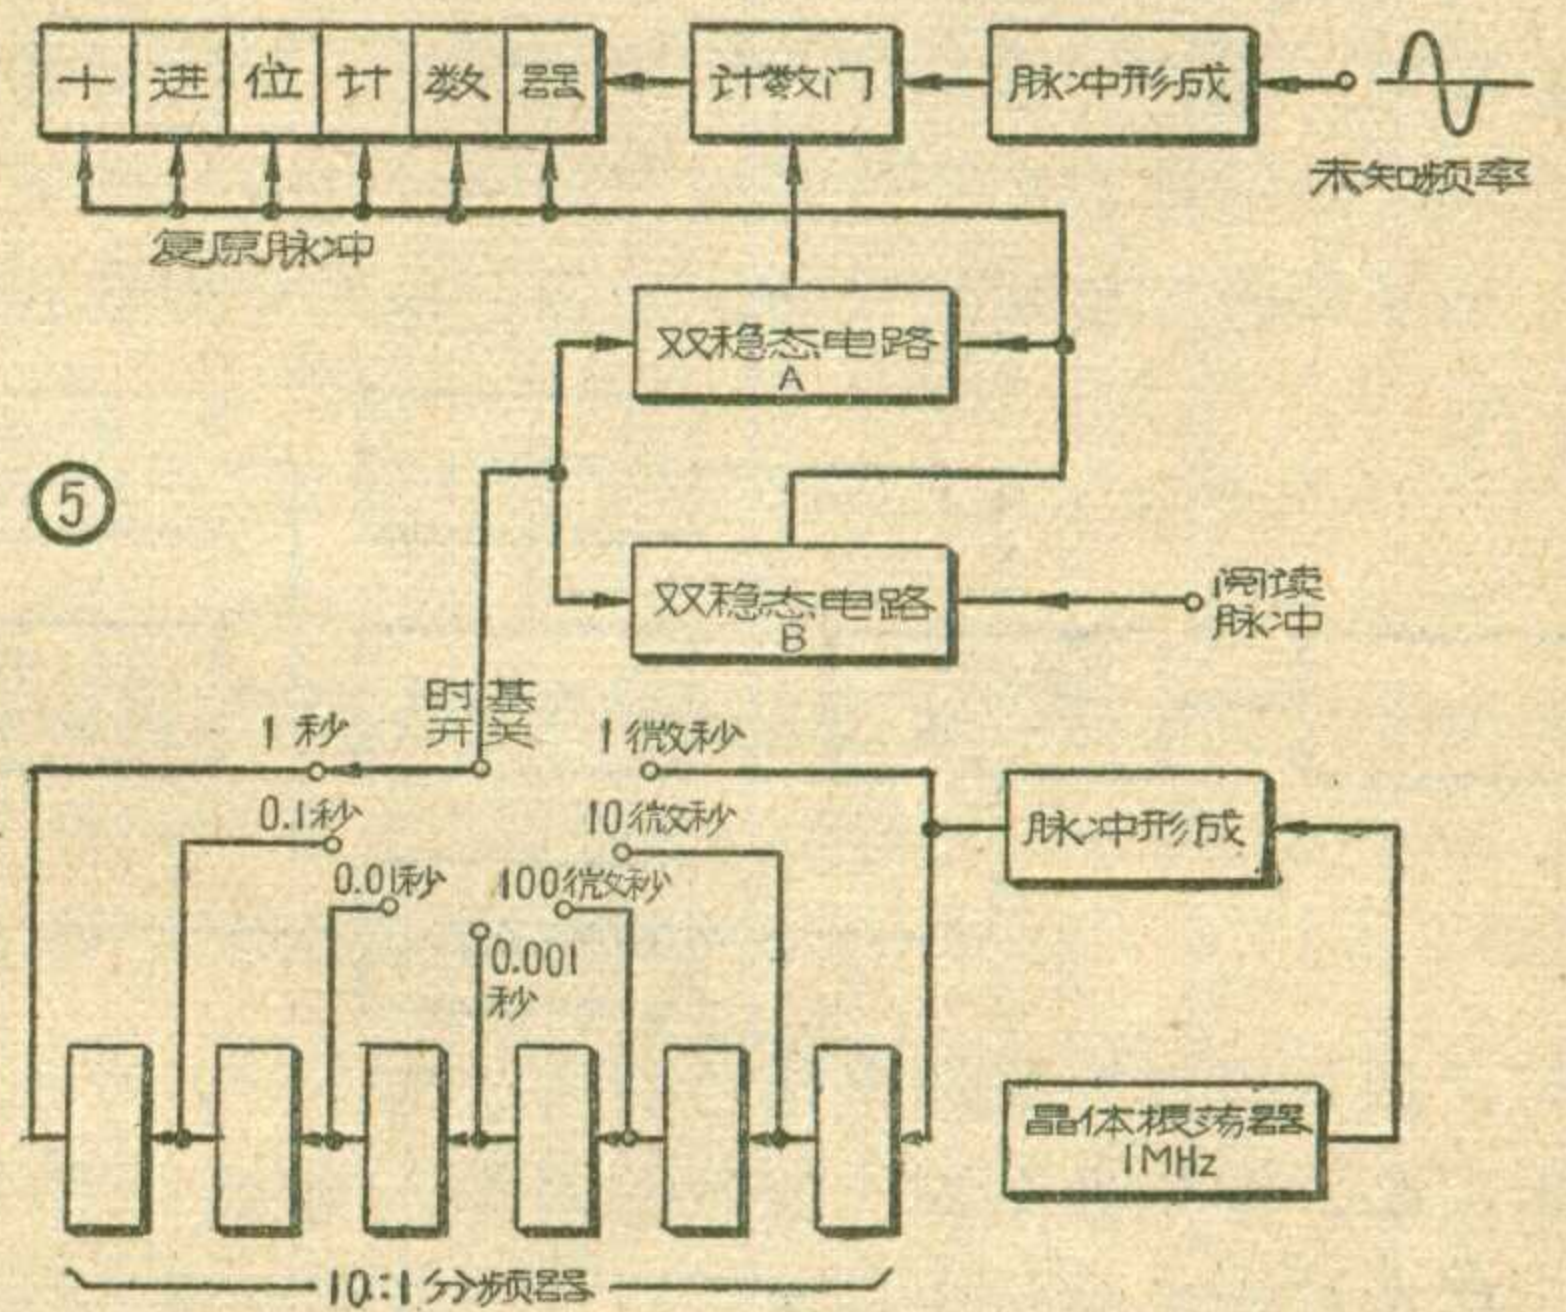 十进位计数器
计数门
脉冲形成
未知频率
复原脉冲
双稳态电路
A
⑤
双稳态电路
B
阅读
脉冲
时基
开关
1秒
1微秒
0.1秒
10微秒
脉冲形成
0.01秒
100微秒
0.001
秒
晶体振荡器
1MHz
10:1分频器